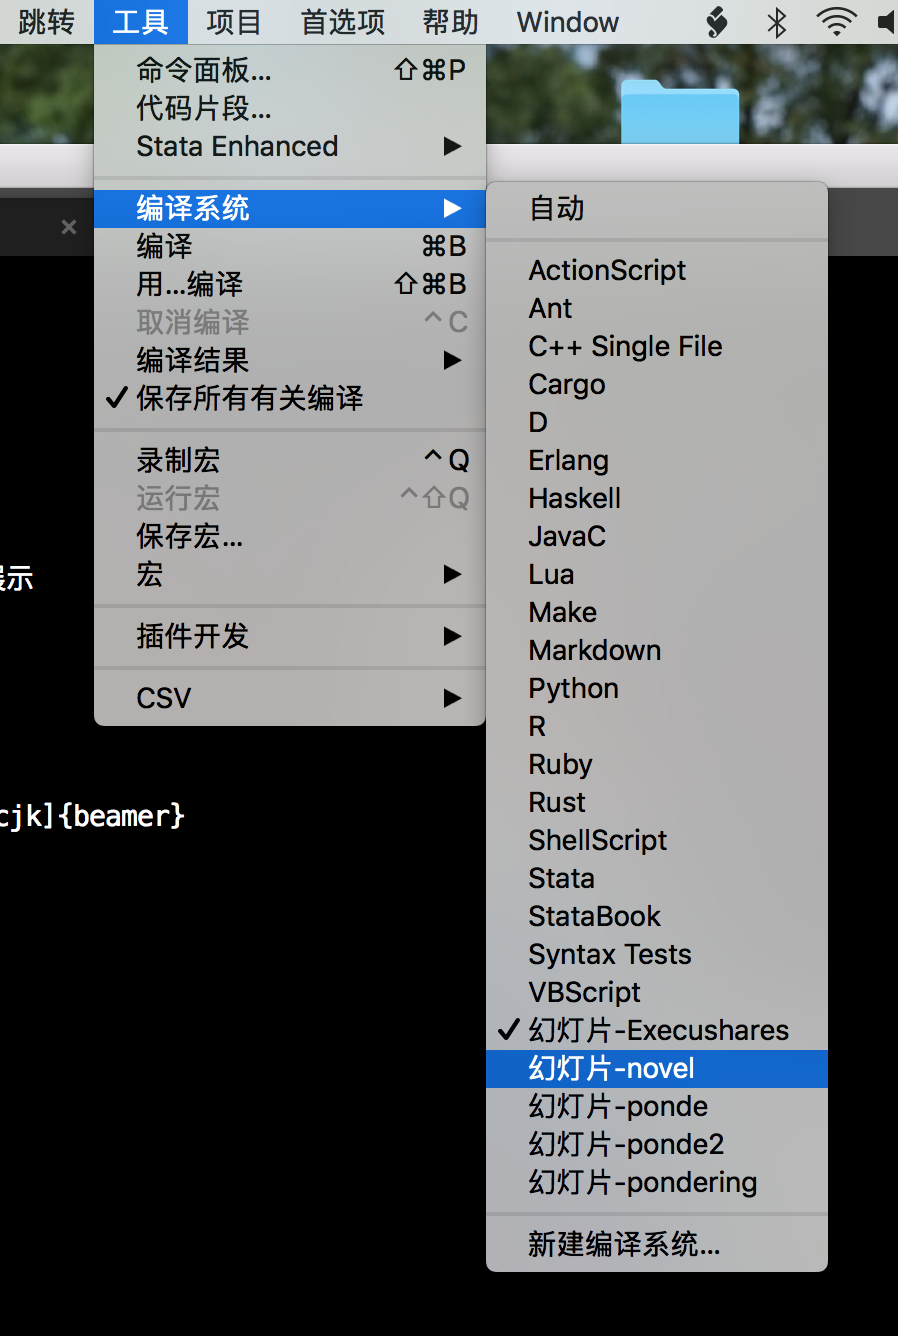 跳转 工具 项目 首选项 帮助 Window
命令面板... ⇧⌘P
代码片段...
Stata Enhanced ▶
编译系统 ▶
编译 ⌘B
用...编译 ⇧⌘B
取消编译 ^C
编译结果 ▶
✓ 保存所有有关编译
录制宏 ^Q
运行宏 ^⇧Q
保存宏...
宏 ▶
插件开发 ▶
CSV ▶
自动
ActionScript
Ant
C++ Single File
Cargo
D
Erlang
Haskell
JavaC
Lua
Make
Markdown
Python
R
Ruby
Rust
ShellScript
Stata
StataBook
Syntax Tests
VBScript
✓ 幻灯片-Execushares
幻灯片-novel
幻灯片-ponde
幻灯片-ponde2
幻灯片-pondering
新建编译系统...
示
cjk]{beamer}